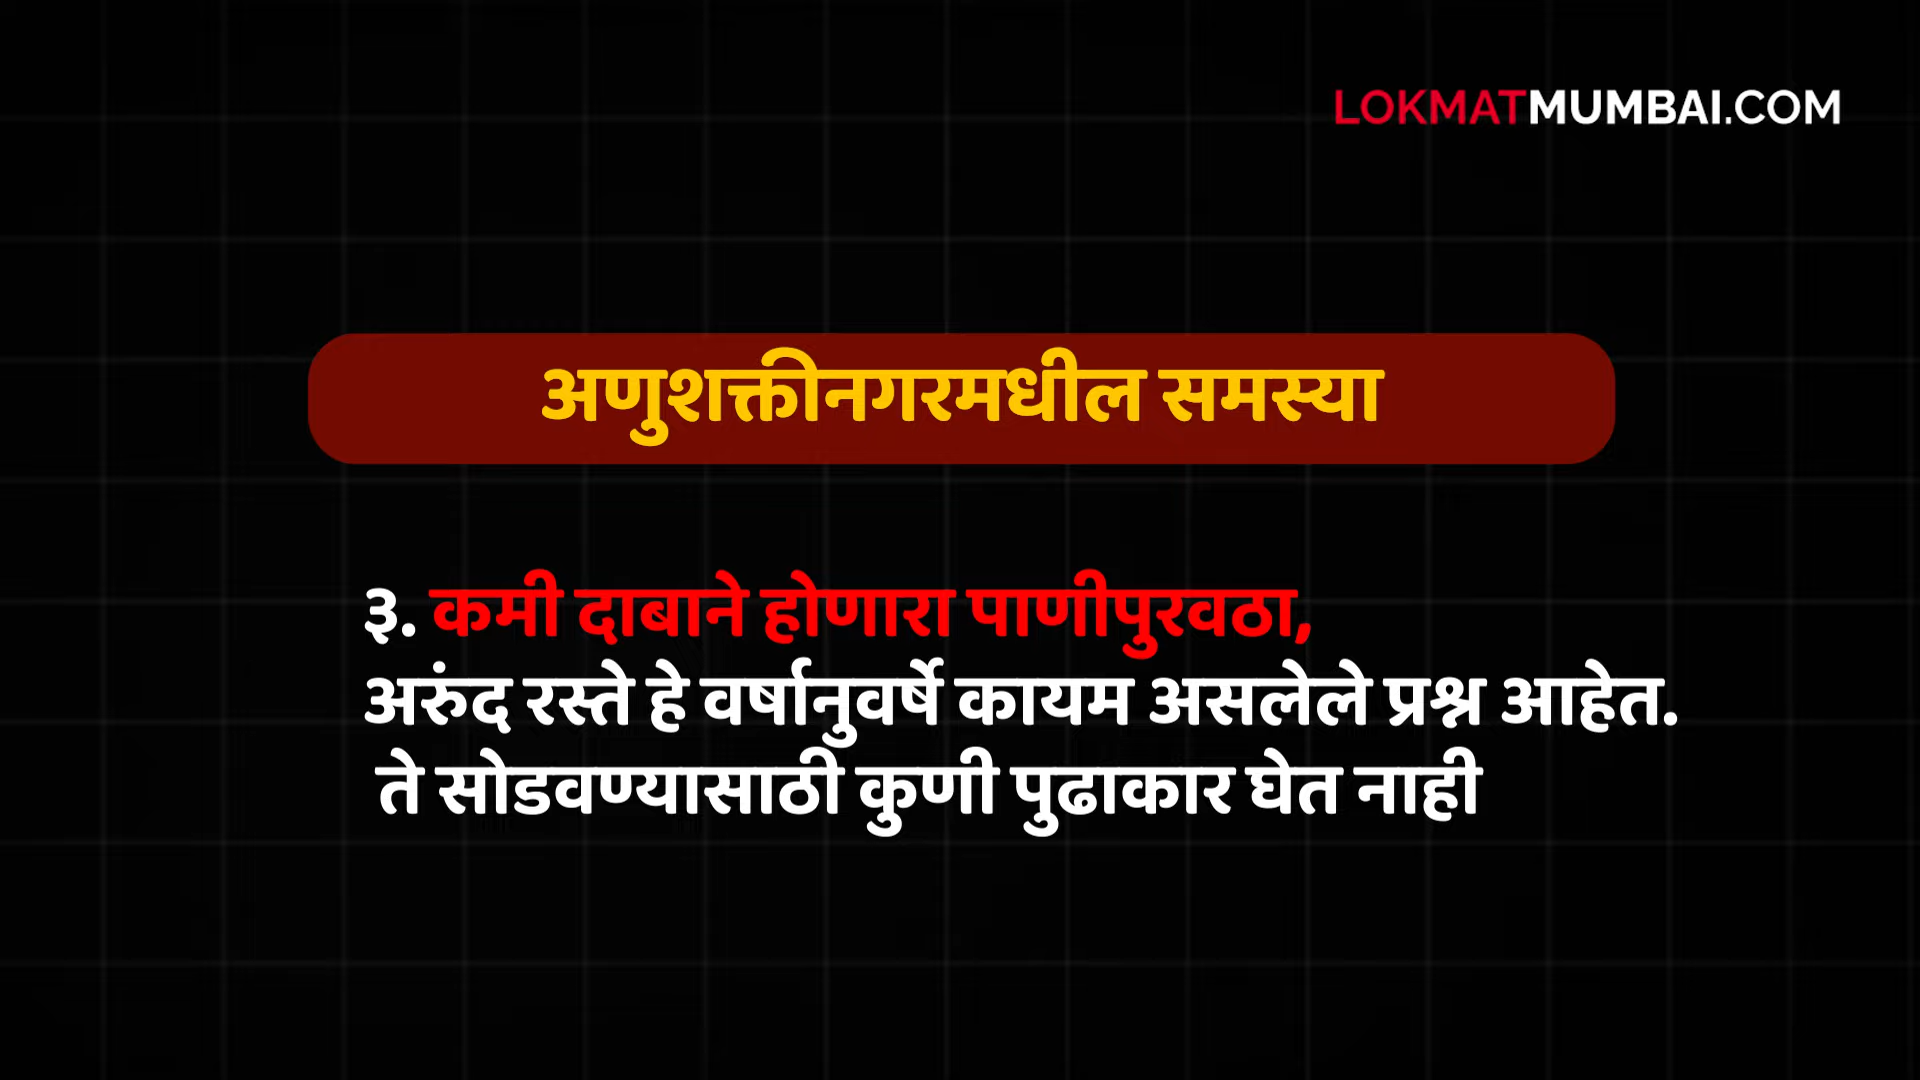 LOKMATMUMBAI.COM
अणुशक्तीनगरमधील समस्या
३. कमी दाबाने होणारा पाणीपुरवठा,
अरुंद रस्ते हे वर्षानुवर्षे कायम असलेले प्रश्न आहेत.
ते सोडवण्यासाठी कुणी पुढाकार घेत नाही